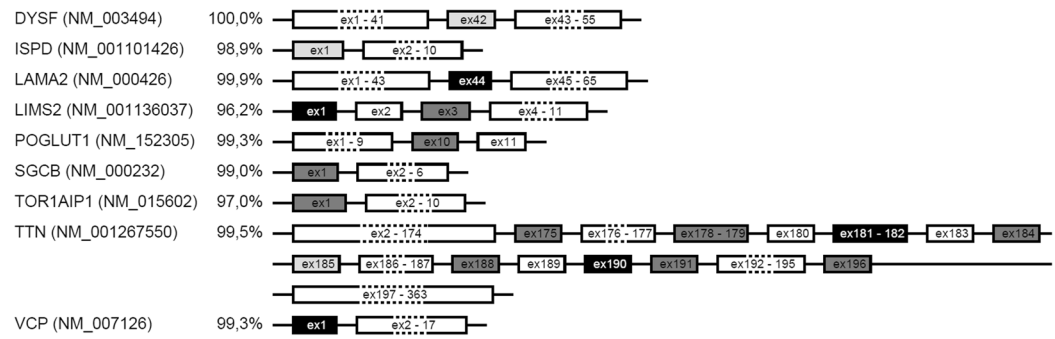 DYSF (NM_003494) 100,0% ex1 - 41 ex42 ex43 - 55
ISPD (NM_001101426) 98,9% ex1 ex2 - 10
LAMA2 (NM_000426) 99,9% ex1 - 43 ex44 ex45 - 65
LIMS2 (NM_001136037) 96,2% ex1 ex2 ex3 ex4 - 11
POGLUT1 (NM_152305) 99,3% ex1 - 9 ex10 ex11
SGCB (NM_000232) 99,0% ex1 ex2 - 6
TOR1AIP1 (NM_015602) 97,0% ex1 ex2 - 10
TTN (NM_001267550) 99,5% ex2 - 174 ex175 ex176 - 177 ex178 - 179 ex180 ex181 - 182 ex183 ex184
ex185 ex186 - 187 ex188 ex189 ex190 ex191 ex192 - 195 ex196
ex197 - 363
VCP (NM_007126) 99,3% ex1 ex2 - 17